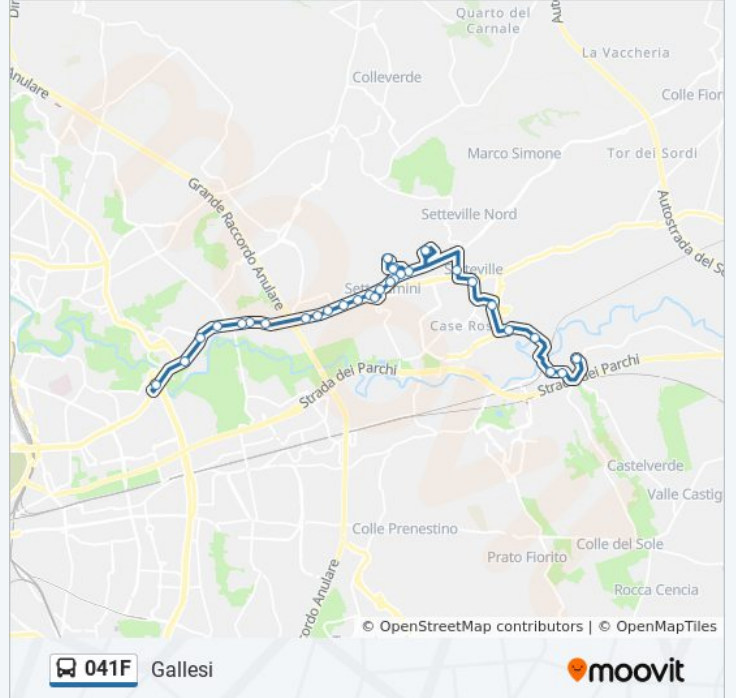 Quarto del
Carnale
La Vaccheria
Colleverde
Anulare
Colle Fior
Marco Simone
Tor dei Sordi
Grande Raccordo Anulare
Setteville Nord
Autostrada del S
Case Ros
Strada dei Parchi
Strada dei Parchi
Castelverde
Valle Castig
Colle Prenestino
Colle del Sole
Prato Fiorito
ordo Anulare
Rocca Cencia
© OpenStreetMap contributors | © OpenMapTiles
041F Gallesi
moovit